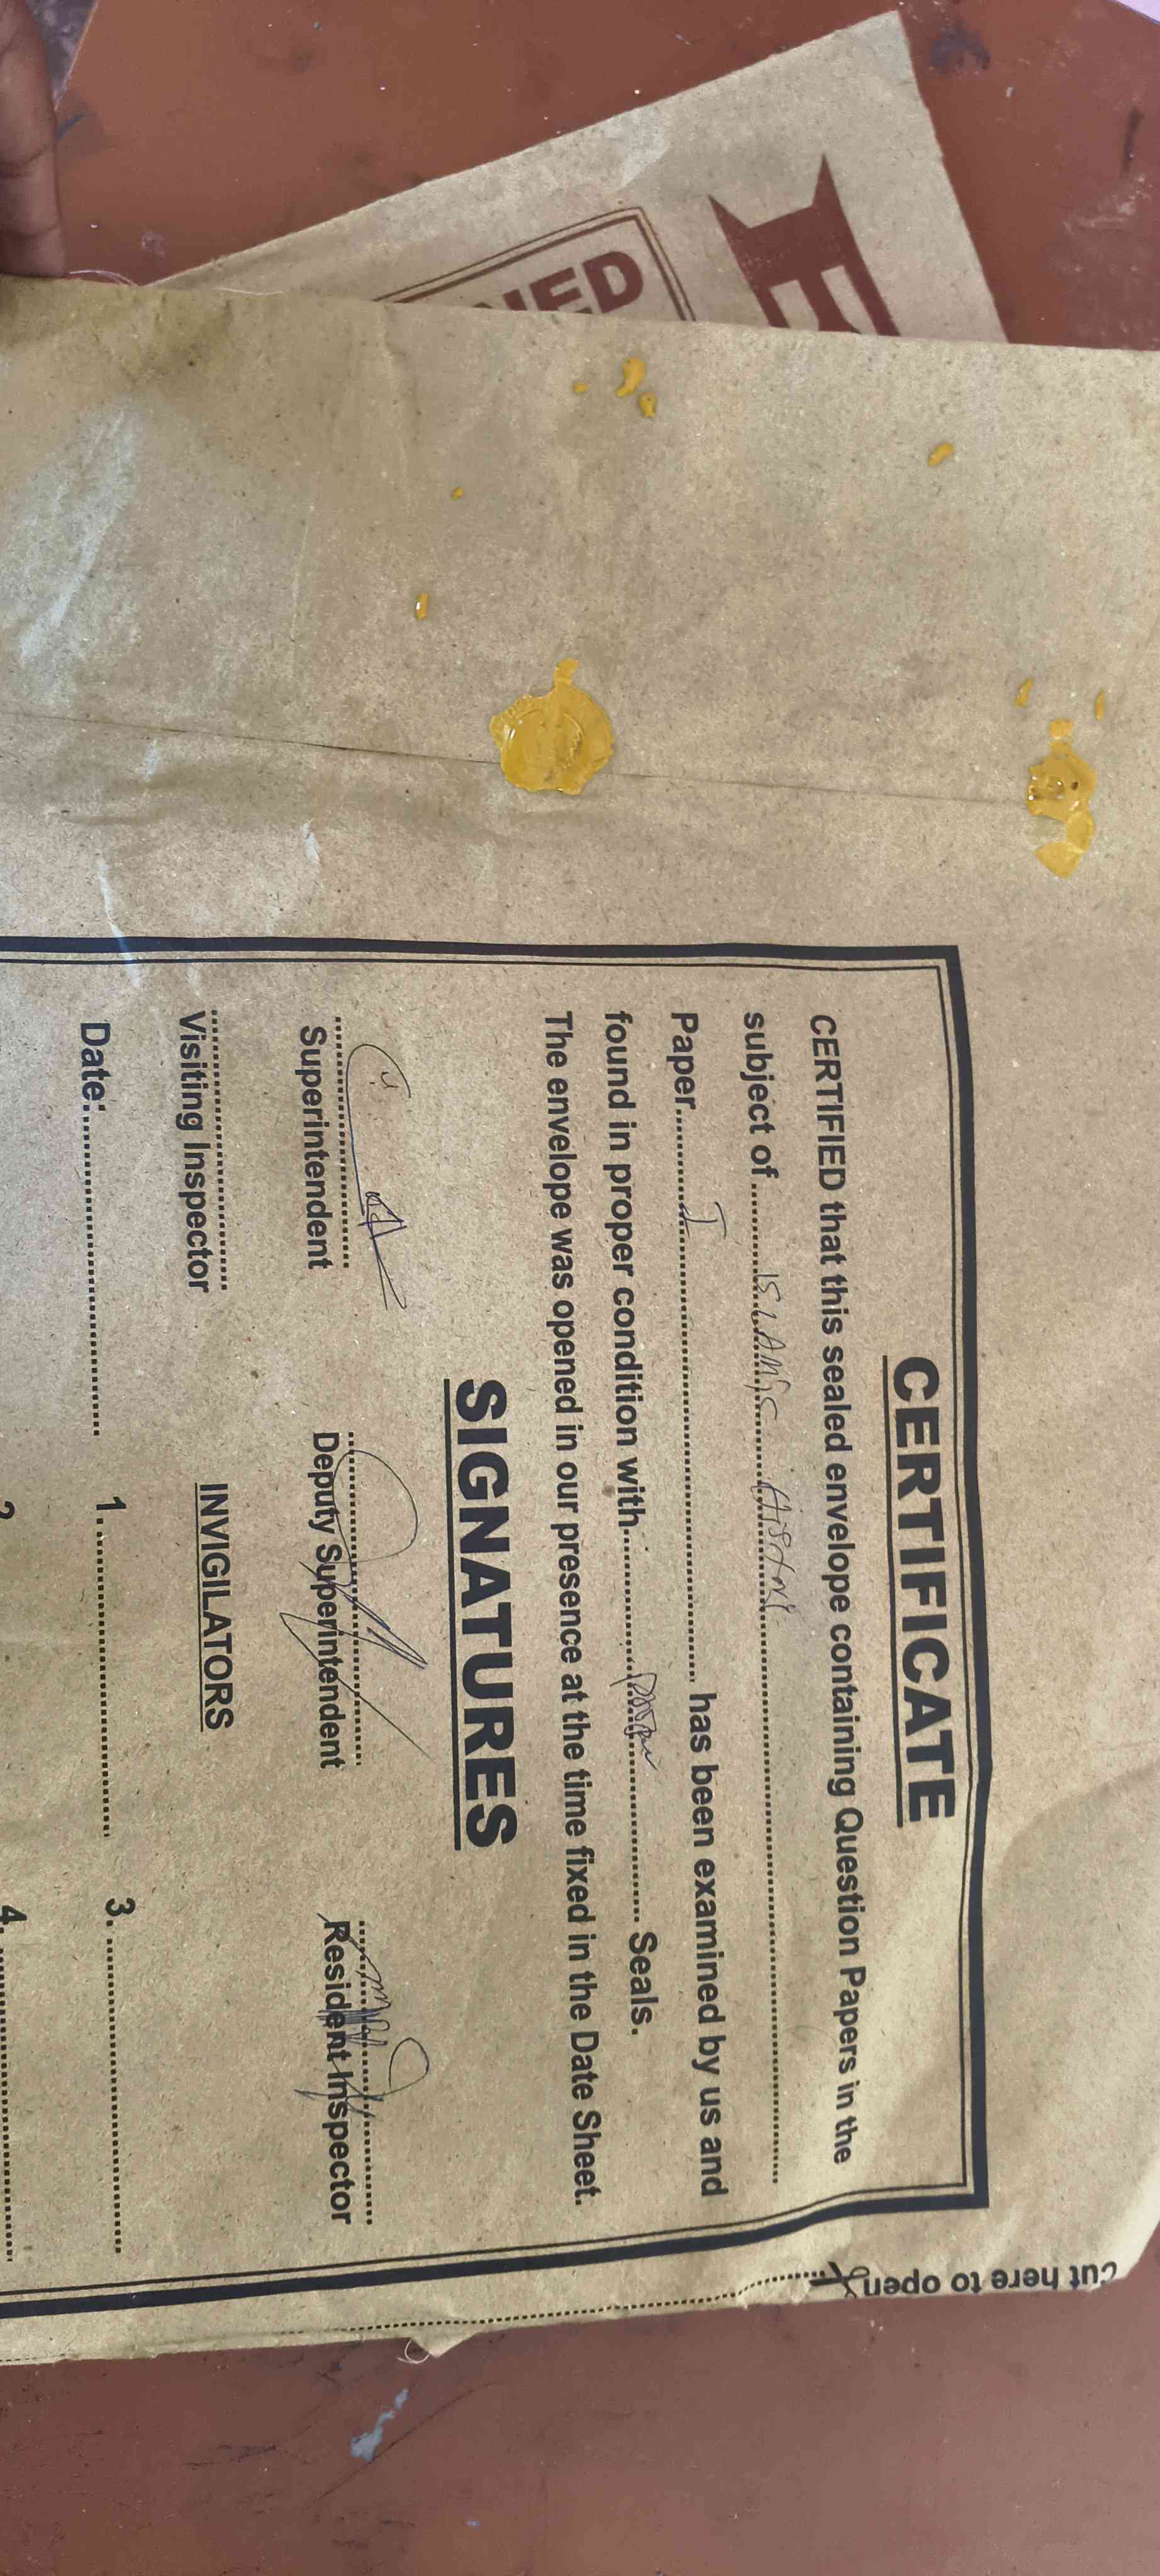 NED
CERTIFICATE
CERTIFIED that this sealed envelope containing Question Papers in the
subject of ISLAMIC HISTORY
Paper I has been examined by us and
found in proper condition with Seals.
The envelope was opened in our presence at the time fixed in the Date Sheet.
SIGNATURES
Superintendent Deputy Superintendent Resident Inspector
Visiting Inspector INVIGILATORS
Date: 1. 3.
2 4.
cut here to open